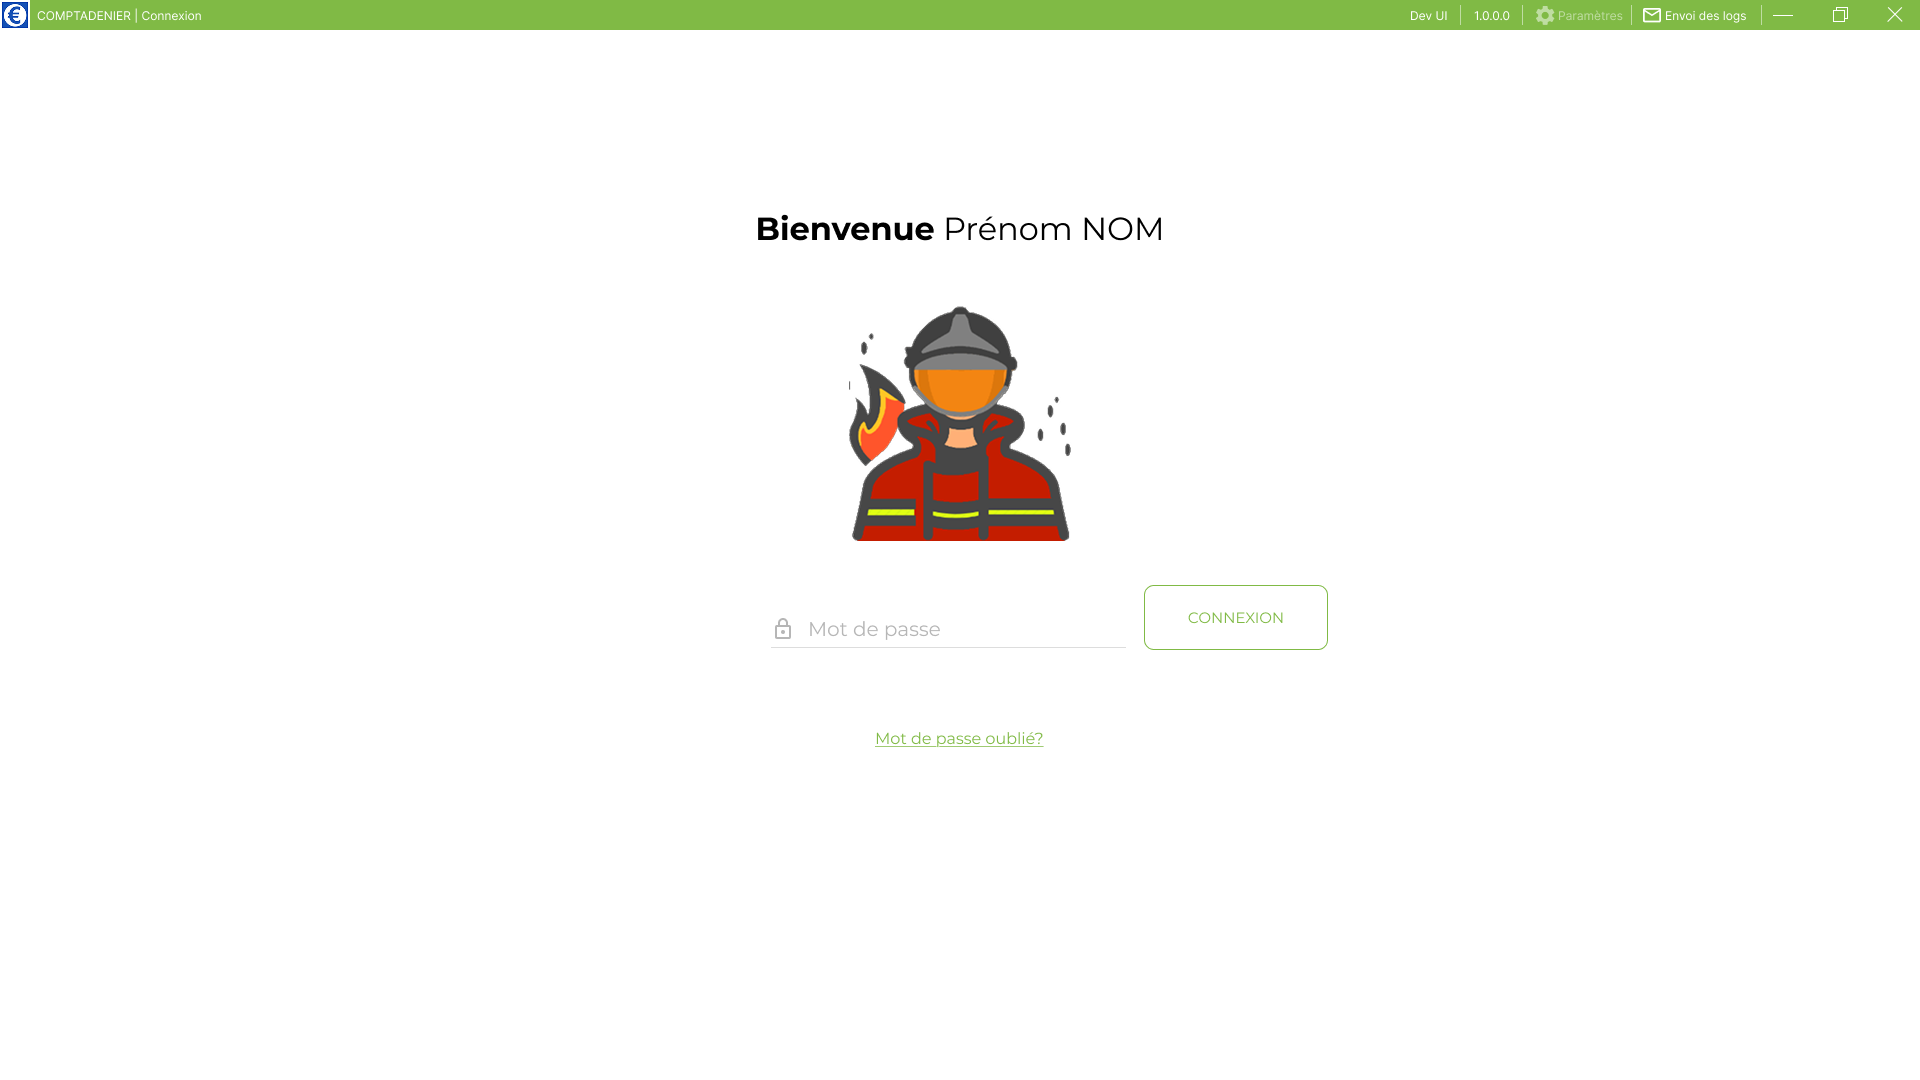 COMPTADENIER | Connexion
Dev UI
1.0.0.0
Paramètres
Envoi des logs
Bienvenue Prénom NOM
Mot de passe
CONNEXION
Mot de passe oublié?